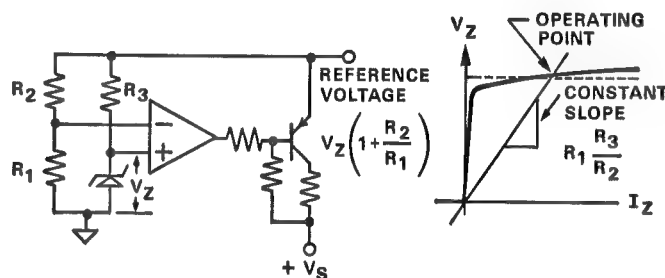 R2
R3
R1
−
+
VZ
REFERENCE
VOLTAGE
VZ(1+R2/R1)
+ VS
VZ
OPERATING
POINT
CONSTANT
SLOPE
R1 R3/R2
IZ